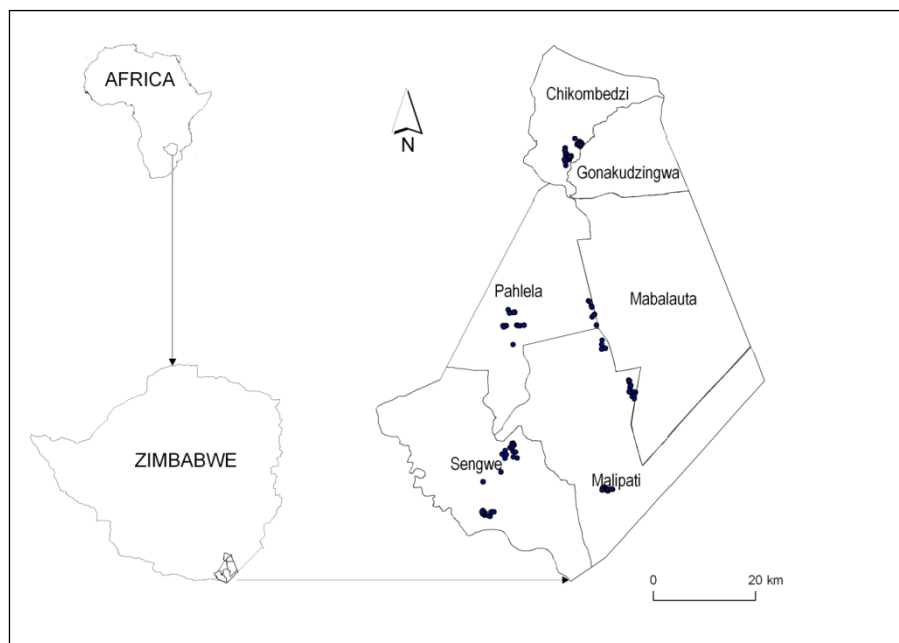 AFRICA
Chikombedzi
N
Gonakudzingwa
Pahlela
Mabalauta
ZIMBABWE
Sengwe
Malipati
0 20 km